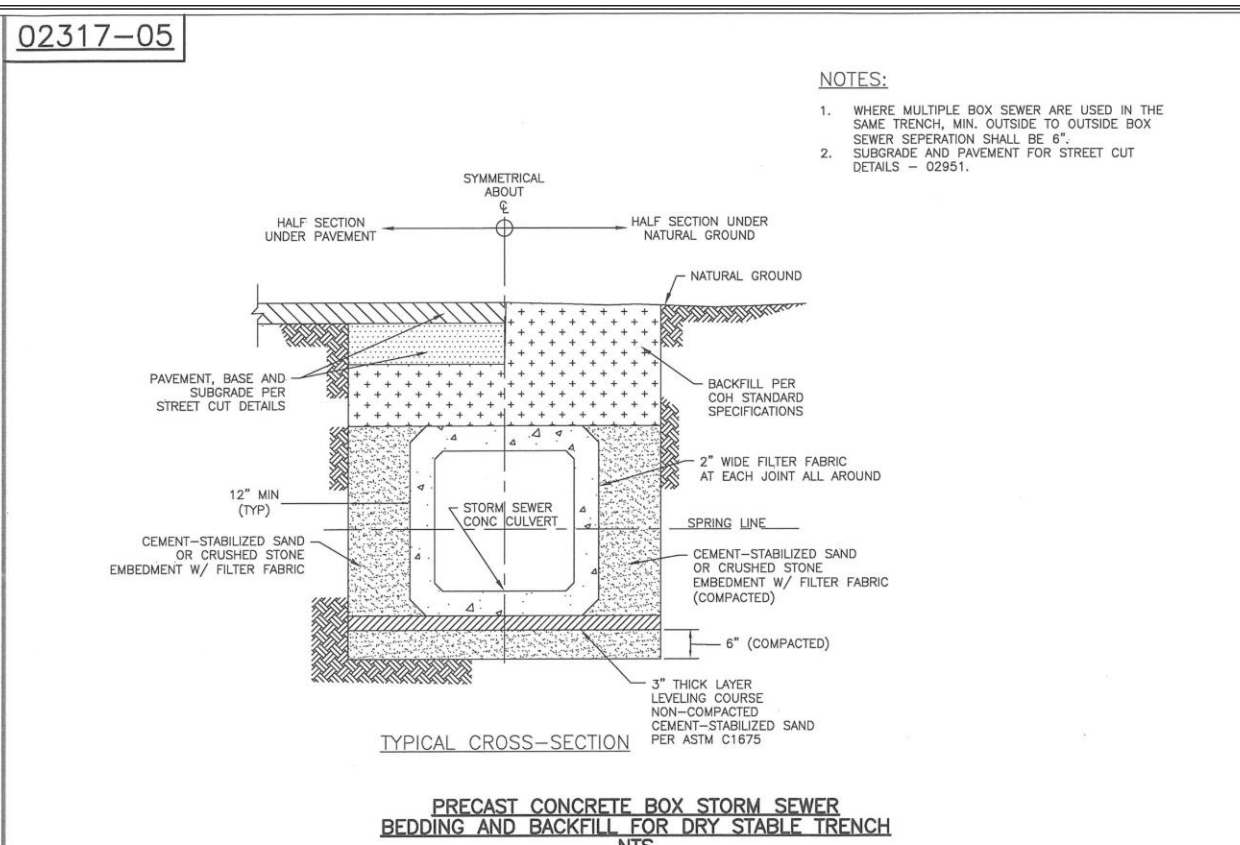 02317-05
NOTES:
1. WHERE MULTIPLE BOX SEWER ARE USED IN THE
SAME TRENCH, MIN. OUTSIDE TO OUTSIDE BOX
SEWER SEPERATION SHALL BE 6".
2. SUBGRADE AND PAVEMENT FOR STREET CUT
DETAILS – 02951.
SYMMETRICAL
ABOUT
℄
HALF SECTION
UNDER PAVEMENT
HALF SECTION UNDER
NATURAL GROUND
NATURAL GROUND
PAVEMENT, BASE AND
SUBGRADE PER
STREET CUT DETAILS
BACKFILL PER
COH STANDARD
SPECIFICATIONS
2" WIDE FILTER FABRIC
AT EACH JOINT ALL AROUND
12" MIN
(TYP)
STORM SEWER
CONC CULVERT
SPRING LINE
CEMENT-STABILIZED SAND
OR CRUSHED STONE
EMBEDMENT W/ FILTER FABRIC
CEMENT-STABILIZED SAND
OR CRUSHED STONE
EMBEDMENT W/ FILTER FABRIC
(COMPACTED)
6" (COMPACTED)
3" THICK LAYER
LEVELING COURSE
NON-COMPACTED
CEMENT-STABILIZED SAND
PER ASTM C1675
TYPICAL CROSS-SECTION
PRECAST CONCRETE BOX STORM SEWER
BEDDING AND BACKFILL FOR DRY STABLE TRENCH
NTS